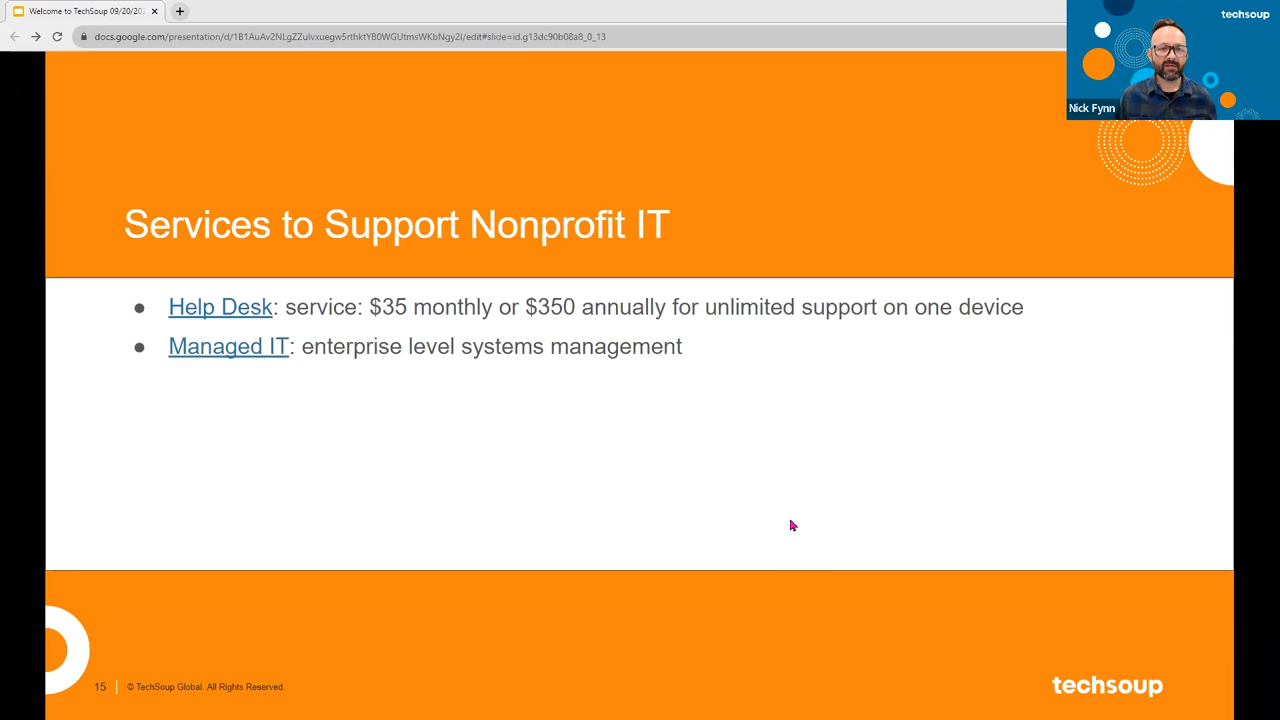 Welcome to TechSoup 09/20/20
docs.google.com/presentation/d/1B1AuAv2NLgZZulvxuegw5rthktYB0WGUtmsWKbNgy2I/edit#slide=id.g13dc90b08a8_0_13
techsoup
Nick Fynn
Services to Support Nonprofit IT
● Help Desk: service: $35 monthly or $350 annually for unlimited support on one device
● Managed IT: enterprise level systems management
15
© TechSoup Global. All Rights Reserved.
techsoup